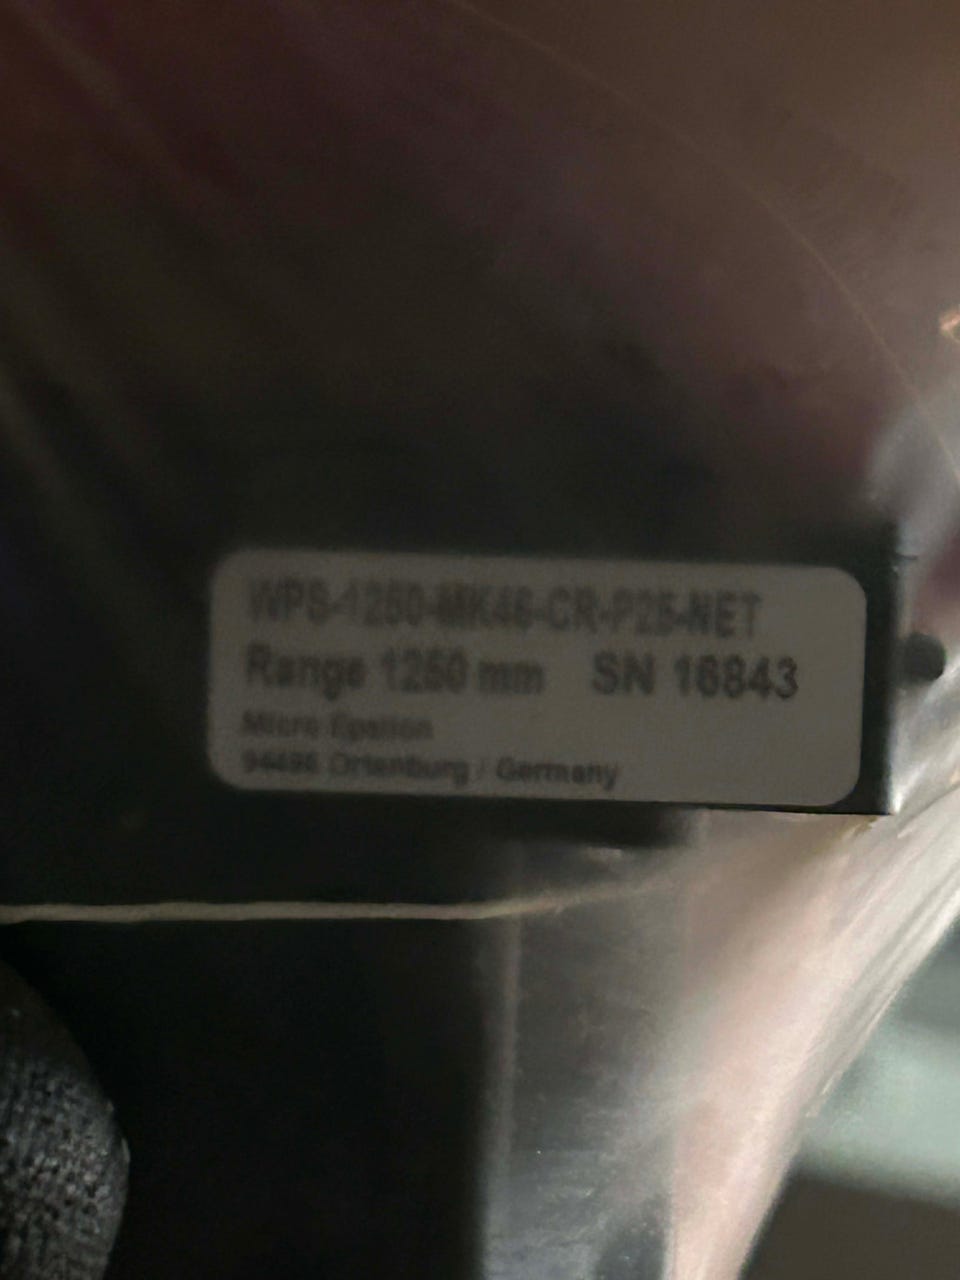 WPS-1250-MK46-CR-P25-NET
Range 1250 mm SN 16843
Micro Epsilon
94496 Ortenburg / Germany